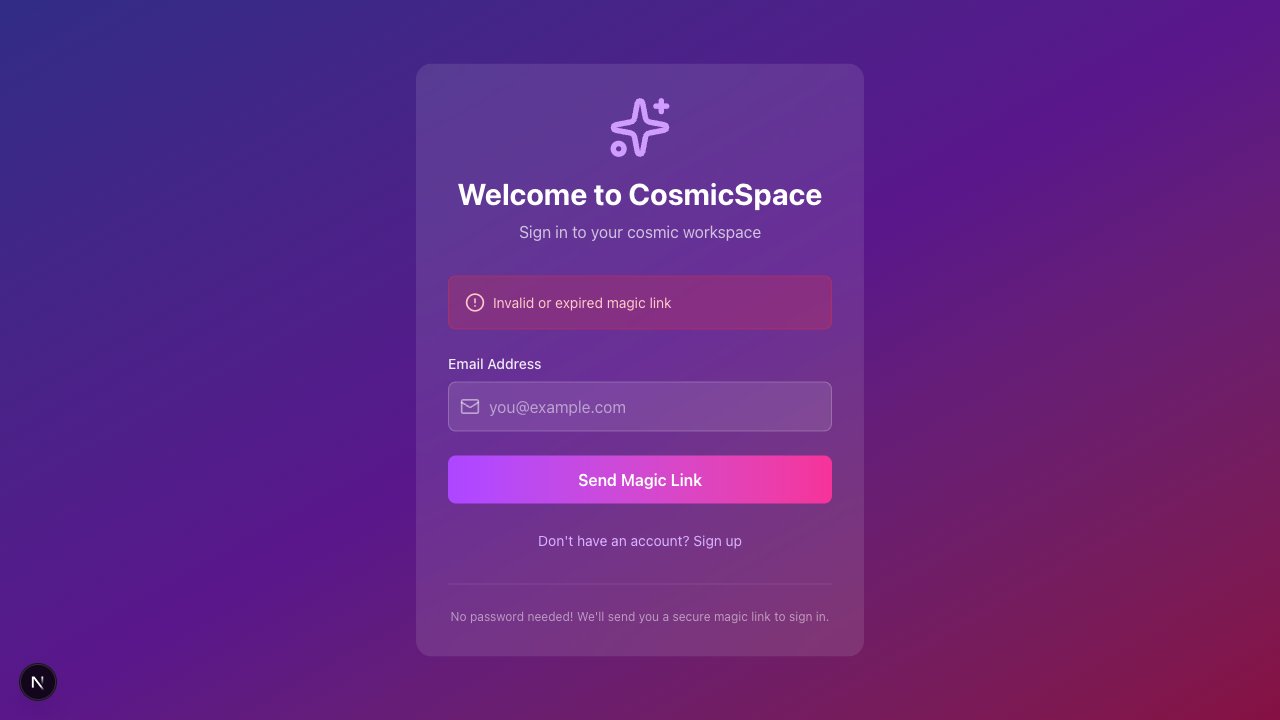 Welcome to CosmicSpace
Sign in to your cosmic workspace
Invalid or expired magic link
Email Address
you@example.com
Send Magic Link
Don't have an account? Sign up
No password needed! We'll send you a secure magic link to sign in.
N